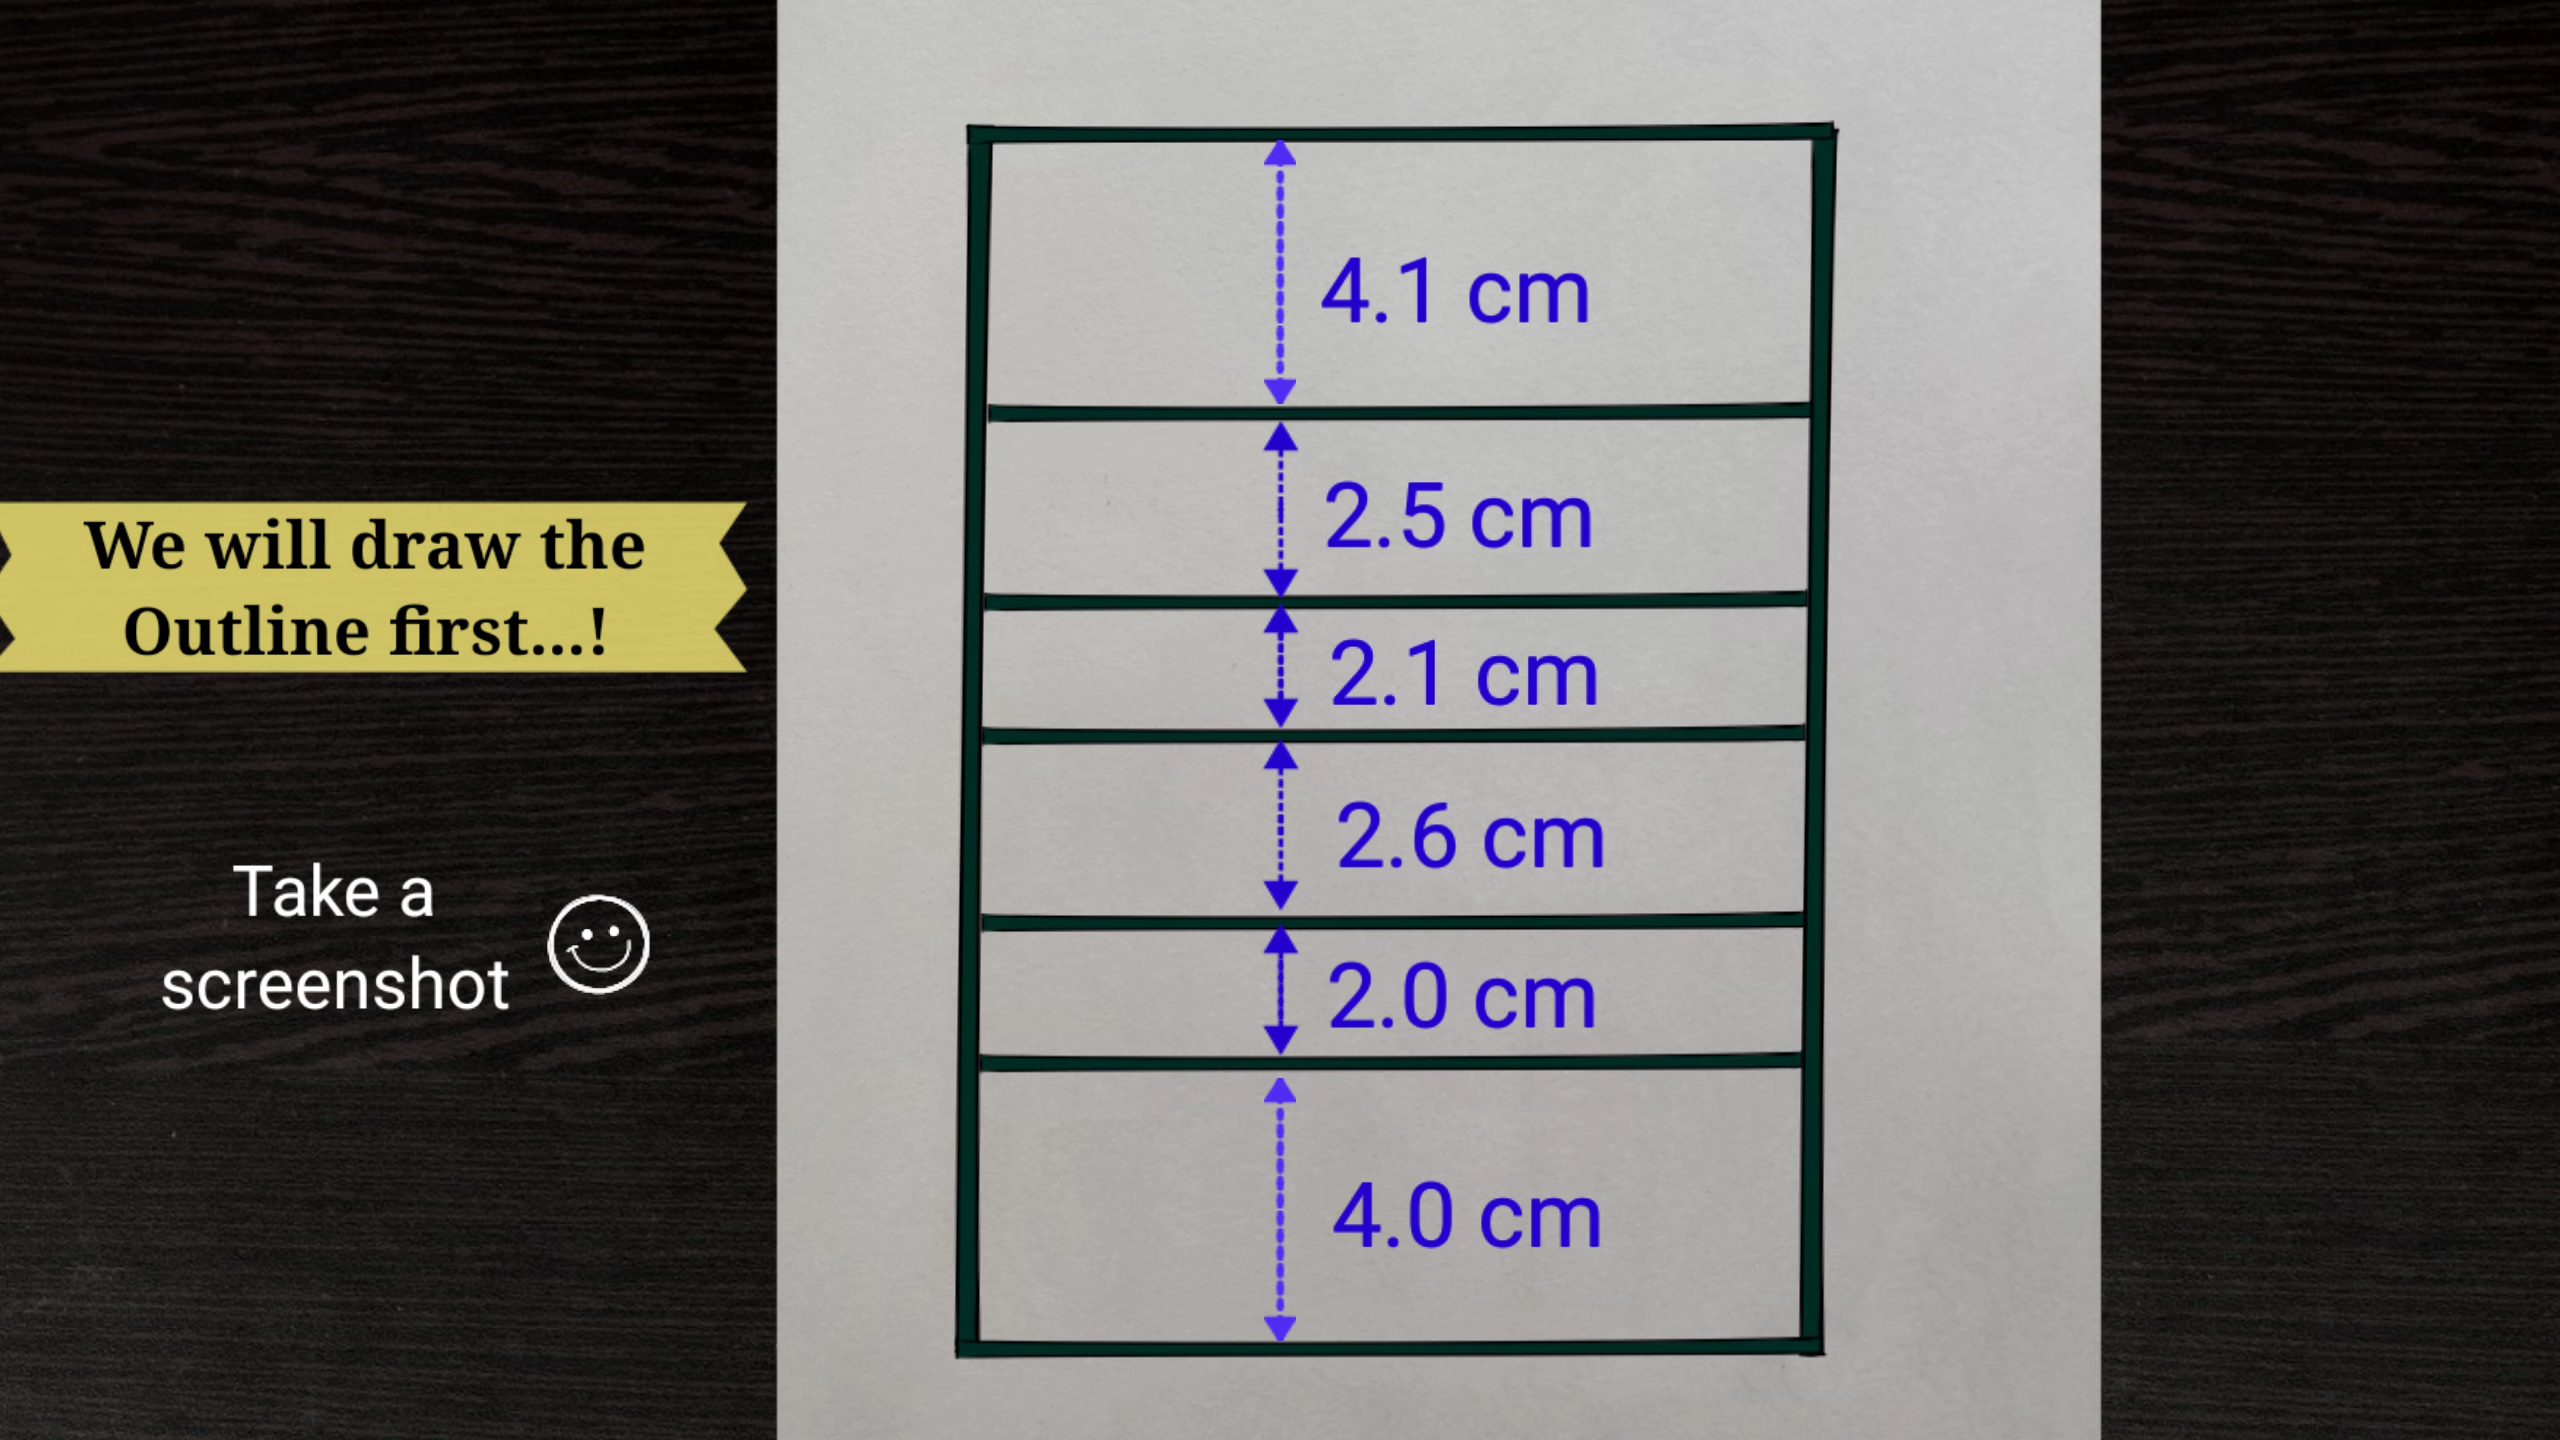 We will draw the
Outline first...!
Take a
screenshot
4.1 cm
2.5 cm
2.1 cm
2.6 cm
2.0 cm
4.0 cm